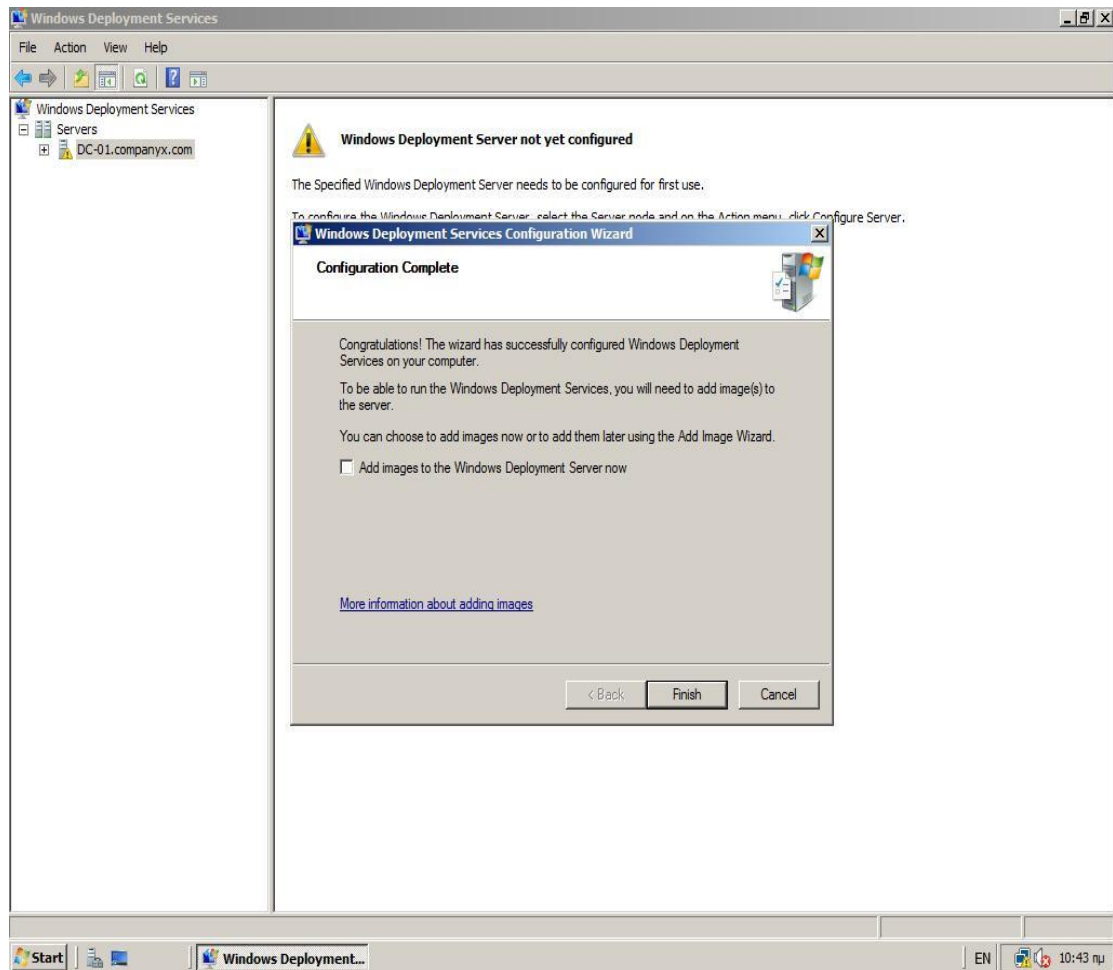 Windows Deployment Services
File Action View Help
Windows Deployment Services
Servers
DC-01.companyx.com
Windows Deployment Server not yet configured
The Specified Windows Deployment Server needs to be configured for first use.
To configure the Windows Deployment Server, select the Server node and on the Action menu, click Configure Server.
Windows Deployment Services Configuration Wizard
Configuration Complete
Congratulations! The wizard has successfully configured Windows Deployment
Services on your computer.
To be able to run the Windows Deployment Services, you will need to add image(s) to
the server.
You can choose to add images now or to add them later using the Add Image Wizard.
Add images to the Windows Deployment Server now
More information about adding images
< Back Finish Cancel
Start Windows Deployment... EN 10:43 πμ